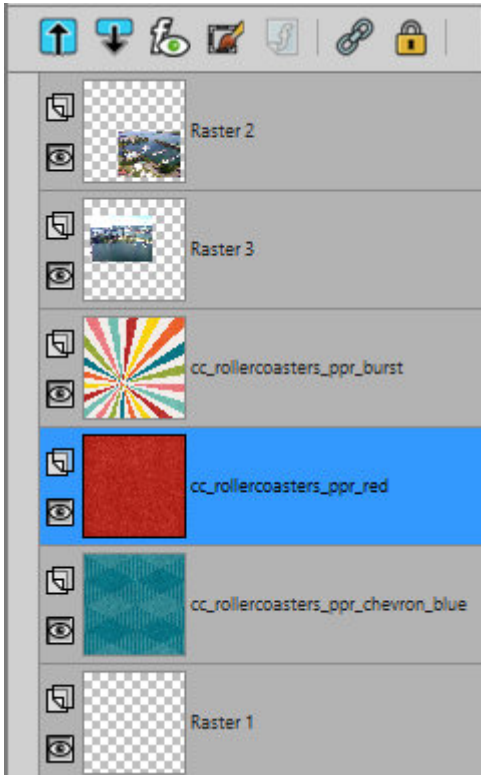 Raster 2
Raster 3
cc_rollercoasters_ppr_burst
cc_rollercoasters_ppr_red
cc_rollercoasters_ppr_chevron_blue
Raster 1